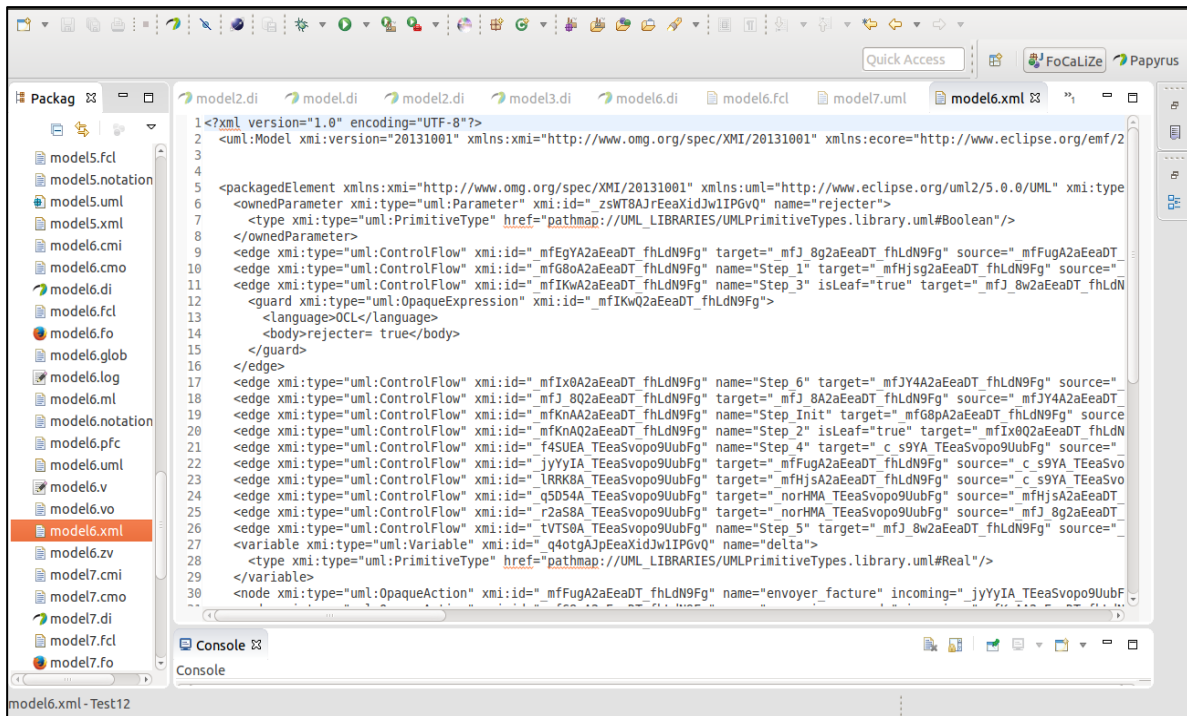 Quick Access
FoCaLiZe
Papyrus
Packag
model2.di
model.di
model2.di
model3.di
model6.di
model6.fcl
model7.uml
model6.xml
»1
model5.fcl
model5.notation
model5.uml
model5.xml
model6.cmi
model6.cmo
model6.di
model6.fcl
model6.fo
model6.glob
model6.log
model6.ml
model6.notation
model6.pfc
model6.uml
model6.v
model6.vo
model6.xml
model6.zv
model7.cmi
model7.cmo
model7.di
model7.fcl
model7.fo
1 <?xml version="1.0" encoding="UTF-8"?>
2 <uml:Model xmi:version="20131001" xmlns:xmi="http://www.omg.org/spec/XMI/20131001" xmlns:ecore="http://www.eclipse.org/emf/2
3
4
5 <packagedElement xmlns:xmi="http://www.omg.org/spec/XMI/20131001" xmlns:uml="http://www.eclipse.org/uml2/5.0.0/UML" xmi:type
6 <ownedParameter xmi:type="uml:Parameter" xmi:id="_zsWT8AJrEeaXidJw1IPGvQ" name="rejecter">
7 <type xmi:type="uml:PrimitiveType" href="pathmap://UML_LIBRARIES/UMLPrimitiveTypes.library.uml#Boolean"/>
8 </ownedParameter>
9 <edge xmi:type="uml:ControlFlow" xmi:id="_mfEgYA2aEeaDT_fhLdN9Fg" target="_mfJ_8g2aEeaDT_fhLdN9Fg" source="_mfFugA2aEeaDT_
10 <edge xmi:type="uml:ControlFlow" xmi:id="_mfG8oA2aEeaDT_fhLdN9Fg" name="Step_1" target="_mfHjsg2aEeaDT_fhLdN9Fg" source="_
11 <edge xmi:type="uml:ControlFlow" xmi:id="_mfIKwA2aEeaDT_fhLdN9Fg" name="Step_3" isLeaf="true" target="_mfJ_8w2aEeaDT_fhLdN
12 <guard xmi:type="uml:OpaqueExpression" xmi:id="_mfIKwQ2aEeaDT_fhLdN9Fg">
13 <language>OCL</language>
14 <body>rejecter= true</body>
15 </guard>
16 </edge>
17 <edge xmi:type="uml:ControlFlow" xmi:id="_mfIx0A2aEeaDT_fhLdN9Fg" name="Step_6" target="_mfJY4A2aEeaDT_fhLdN9Fg" source="_
18 <edge xmi:type="uml:ControlFlow" xmi:id="_mfJ_8Q2aEeaDT_fhLdN9Fg" target="_mfJ_8A2aEeaDT_fhLdN9Fg" source="_mfJY4A2aEeaDT_
19 <edge xmi:type="uml:ControlFlow" xmi:id="_mfKnAA2aEeaDT_fhLdN9Fg" name="Step_Init" target="_mfG8pA2aEeaDT_fhLdN9Fg" source
20 <edge xmi:type="uml:ControlFlow" xmi:id="_mfKnAQ2aEeaDT_fhLdN9Fg" name="Step_2" isLeaf="true" target="_mfIx0Q2aEeaDT_fhLdN
21 <edge xmi:type="uml:ControlFlow" xmi:id="_f4SUEA_TEeaSvopo9UubFg" name="Step_4" target="_c_s9YA_TEeaSvopo9UubFg" source="_
22 <edge xmi:type="uml:ControlFlow" xmi:id="_jyYyIA_TEeaSvopo9UubFg" target="_mfFugA2aEeaDT_fhLdN9Fg" source="_c_s9YA_TEeaSvo
23 <edge xmi:type="uml:ControlFlow" xmi:id="_lRRK8A_TEeaSvopo9UubFg" target="_mfHjsA2aEeaDT_fhLdN9Fg" source="_c_s9YA_TEeaSvo
24 <edge xmi:type="uml:ControlFlow" xmi:id="_q5D54A_TEeaSvopo9UubFg" target="_norHMA_TEeaSvopo9UubFg" source="_mfHjsA2aEeaDT_
25 <edge xmi:type="uml:ControlFlow" xmi:id="_r2aS8A_TEeaSvopo9UubFg" target="_norHMA_TEeaSvopo9UubFg" source="_mfJ_8g2aEeaDT_
26 <edge xmi:type="uml:ControlFlow" xmi:id="_tVTS0A_TEeaSvopo9UubFg" name="Step_5" target="_mfJ_8w2aEeaDT_fhLdN9Fg" source="_
27 <variable xmi:type="uml:Variable" xmi:id="_q4otgAJpEeaXidJw1IPGvQ" name="delta">
28 <type xmi:type="uml:PrimitiveType" href="pathmap://UML_LIBRARIES/UMLPrimitiveTypes.library.uml#Real"/>
29 </variable>
30 <node xmi:type="uml:OpaqueAction" xmi:id="_mfFugA2aEeaDT_fhLdN9Fg" name="envoyer_facture" incoming="_jyYyIA_TEeaSvopo9UubF
Console
Console
model6.xml - Test12